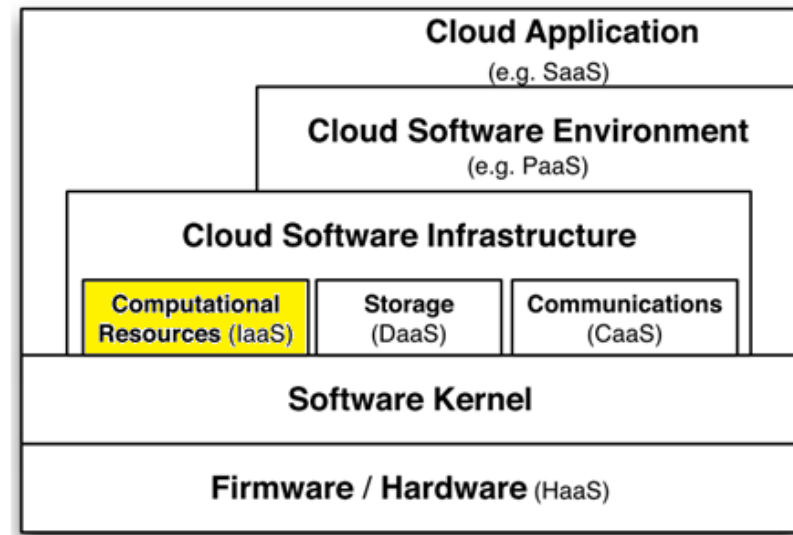 Cloud Application
(e.g. SaaS)
Cloud Software Environment
(e.g. PaaS)
Cloud Software Infrastructure
Computational
Resources (IaaS)
Storage
(DaaS)
Communications
(CaaS)
Software Kernel
Firmware / Hardware (HaaS)